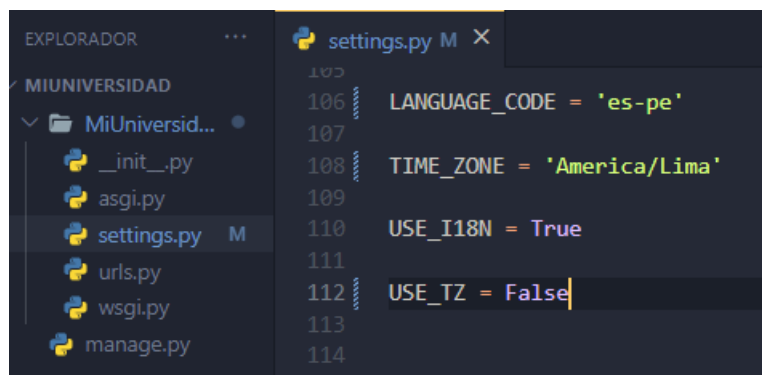 EXPLORADOR ...
MIUNIVERSIDAD
MiUniversid...
__init__.py
asgi.py
settings.py M
urls.py
wsgi.py
manage.py
settings.py M ×
105
106 LANGUAGE_CODE = 'es-pe'
107
108 TIME_ZONE = 'America/Lima'
109
110 USE_I18N = True
111
112 USE_TZ = False
113
114